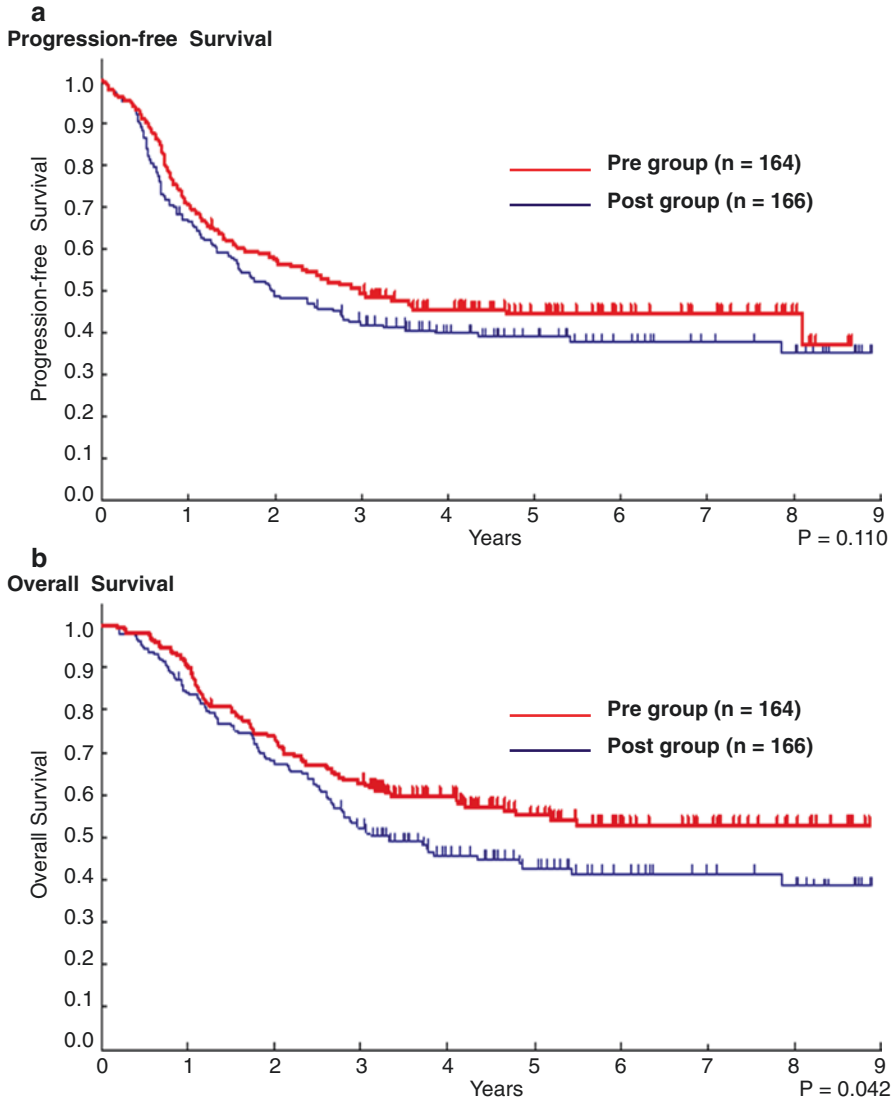 a
Progression-free Survival
Progression-free Survival
1.0
0.9
0.8
0.7
0.6
0.5
0.4
0.3
0.2
0.1
0.0
Pre group (n = 164)
Post group (n = 166)
0 1 2 3 4 5 6 7 8 9
Years
P = 0.110
b
Overall Survival
Overall Survival
1.0
0.9
0.8
0.7
0.6
0.5
0.4
0.3
0.2
0.1
0.0
Pre group (n = 164)
Post group (n = 166)
0 1 2 3 4 5 6 7 8 9
Years
P = 0.042